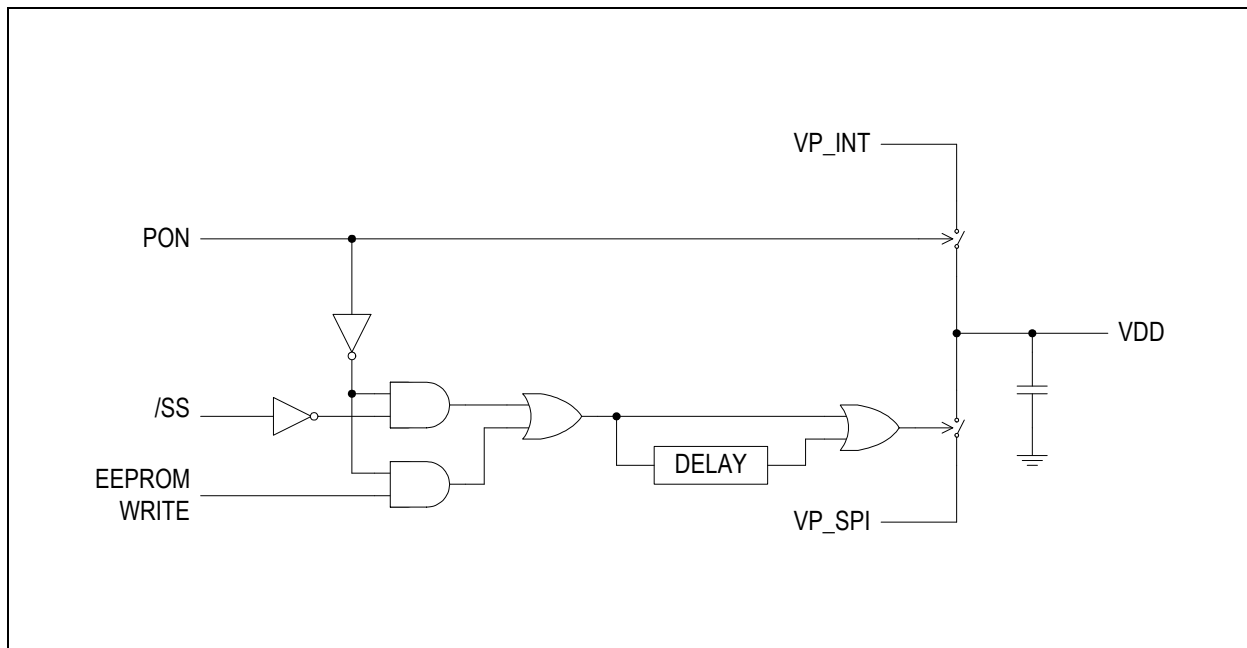 VP_INT
PON
VDD
/SS
EEPROM
WRITE
DELAY
VP_SPI